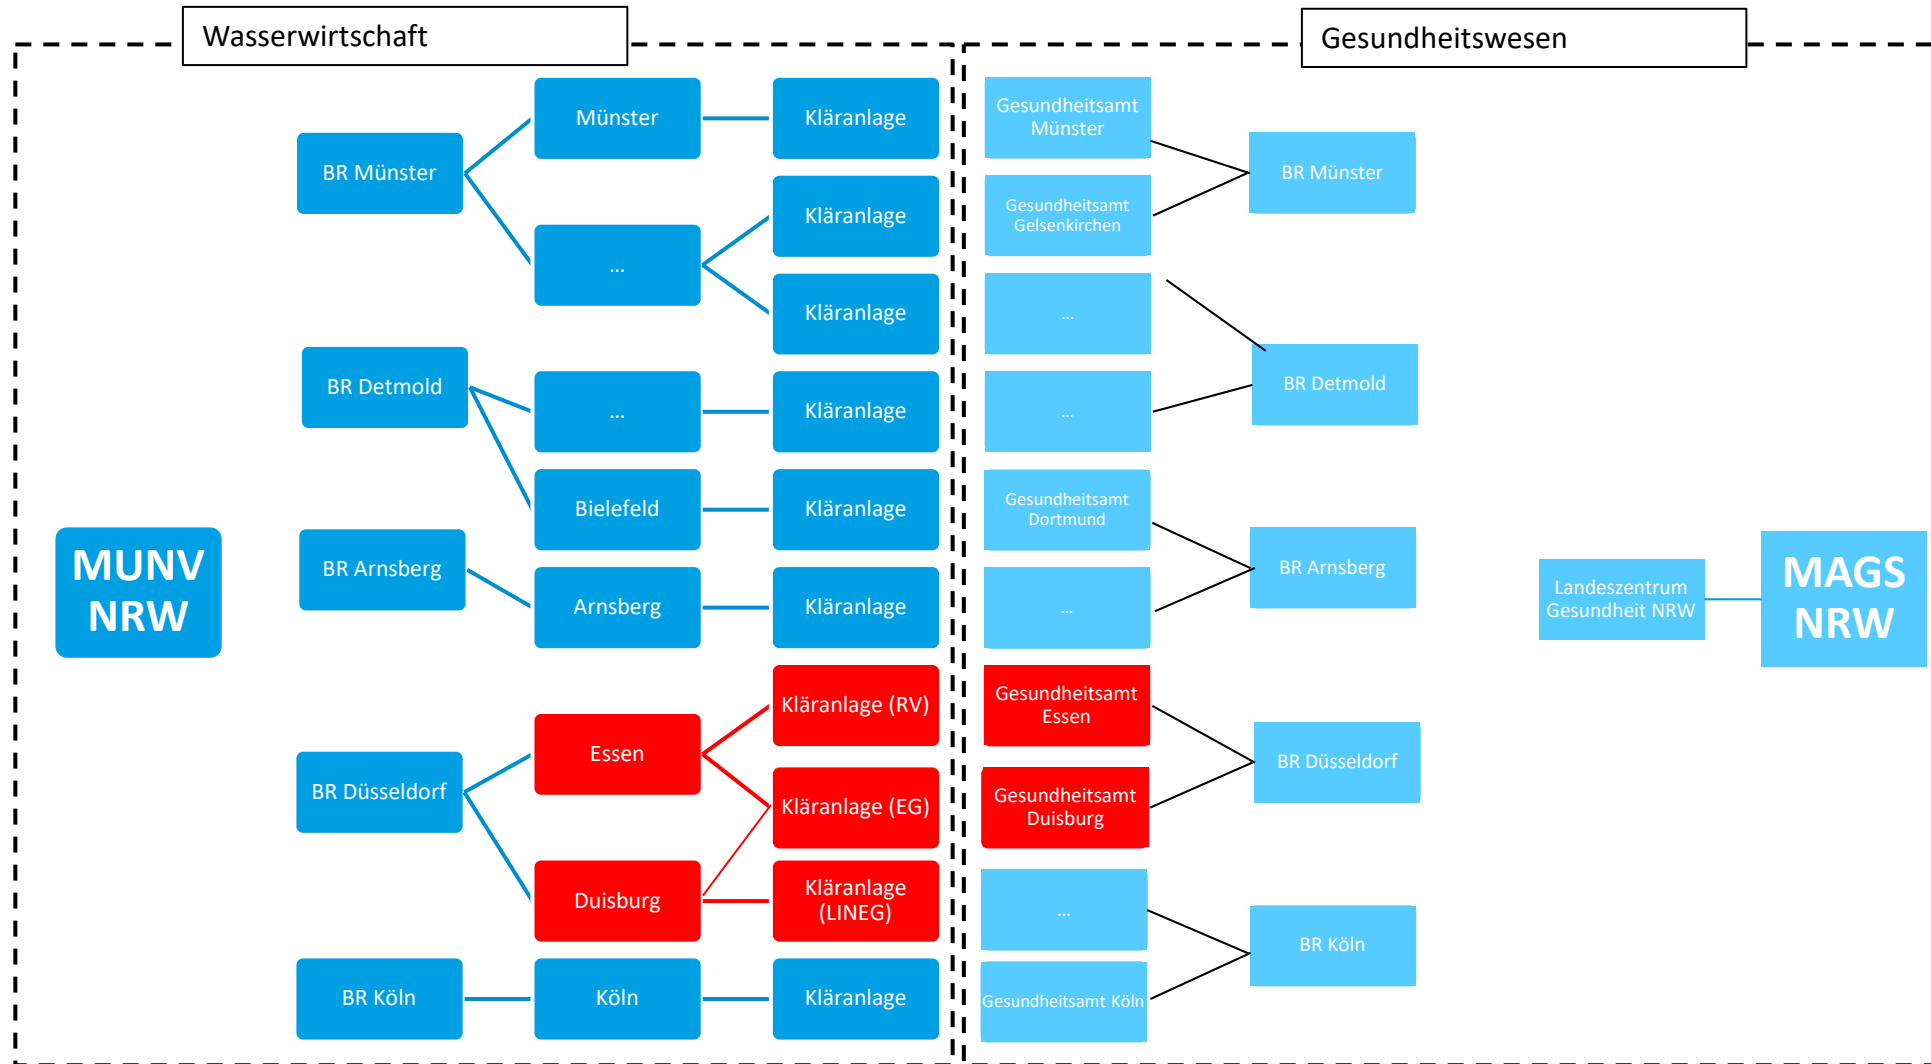 Wasserwirtschaft
Gesundheitswesen
MUNV
NRW
BR Münster
BR Detmold
BR Arnsberg
BR Düsseldorf
BR Köln
Münster
...
...
Bielefeld
Arnsberg
Essen
Duisburg
Köln
Kläranlage
Kläranlage
Kläranlage
Kläranlage
Kläranlage
Kläranlage
Kläranlage (RV)
Kläranlage (EG)
Kläranlage
(LINEG)
Kläranlage
Gesundheitsamt
Münster
Gesundheitsamt
Gelsenkirchen
...
...
Gesundheitsamt
Dortmund
...
Gesundheitsamt
Essen
Gesundheitsamt
Duisburg
...
Gesundheitsamt Köln
BR Münster
BR Detmold
BR Arnsberg
BR Düsseldorf
BR Köln
Landeszentrum
Gesundheit NRW
MAGS
NRW